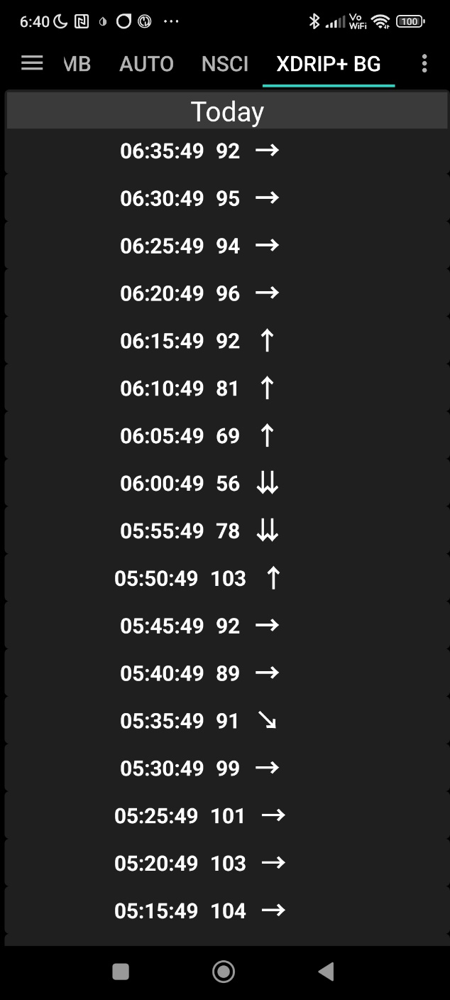 6:40 Vo WiFi 100
MB AUTO NSCI XDRIP+ BG
Today
06:35:49 92 →
06:30:49 95 →
06:25:49 94 →
06:20:49 96 →
06:15:49 92 ↑
06:10:49 81 ↑
06:05:49 69 ↑
06:00:49 56 ⇊
05:55:49 78 ⇊
05:50:49 103 ↑
05:45:49 92 →
05:40:49 89 →
05:35:49 91 ↘
05:30:49 99 →
05:25:49 101 →
05:20:49 103 →
05:15:49 104 →